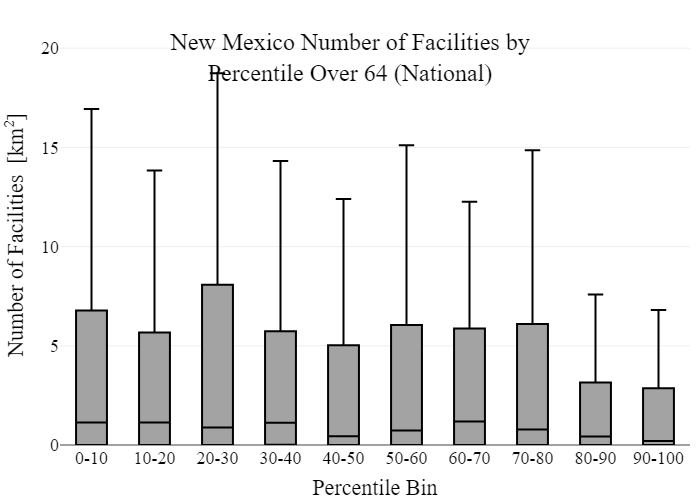 New Mexico Number of Facilities by
Percentile Over 64 (National)
Number of Facilities [km²]
20
15
10
5
0
0-10 10-20 20-30 30-40 40-50 50-60 60-70 70-80 80-90 90-100
Percentile Bin